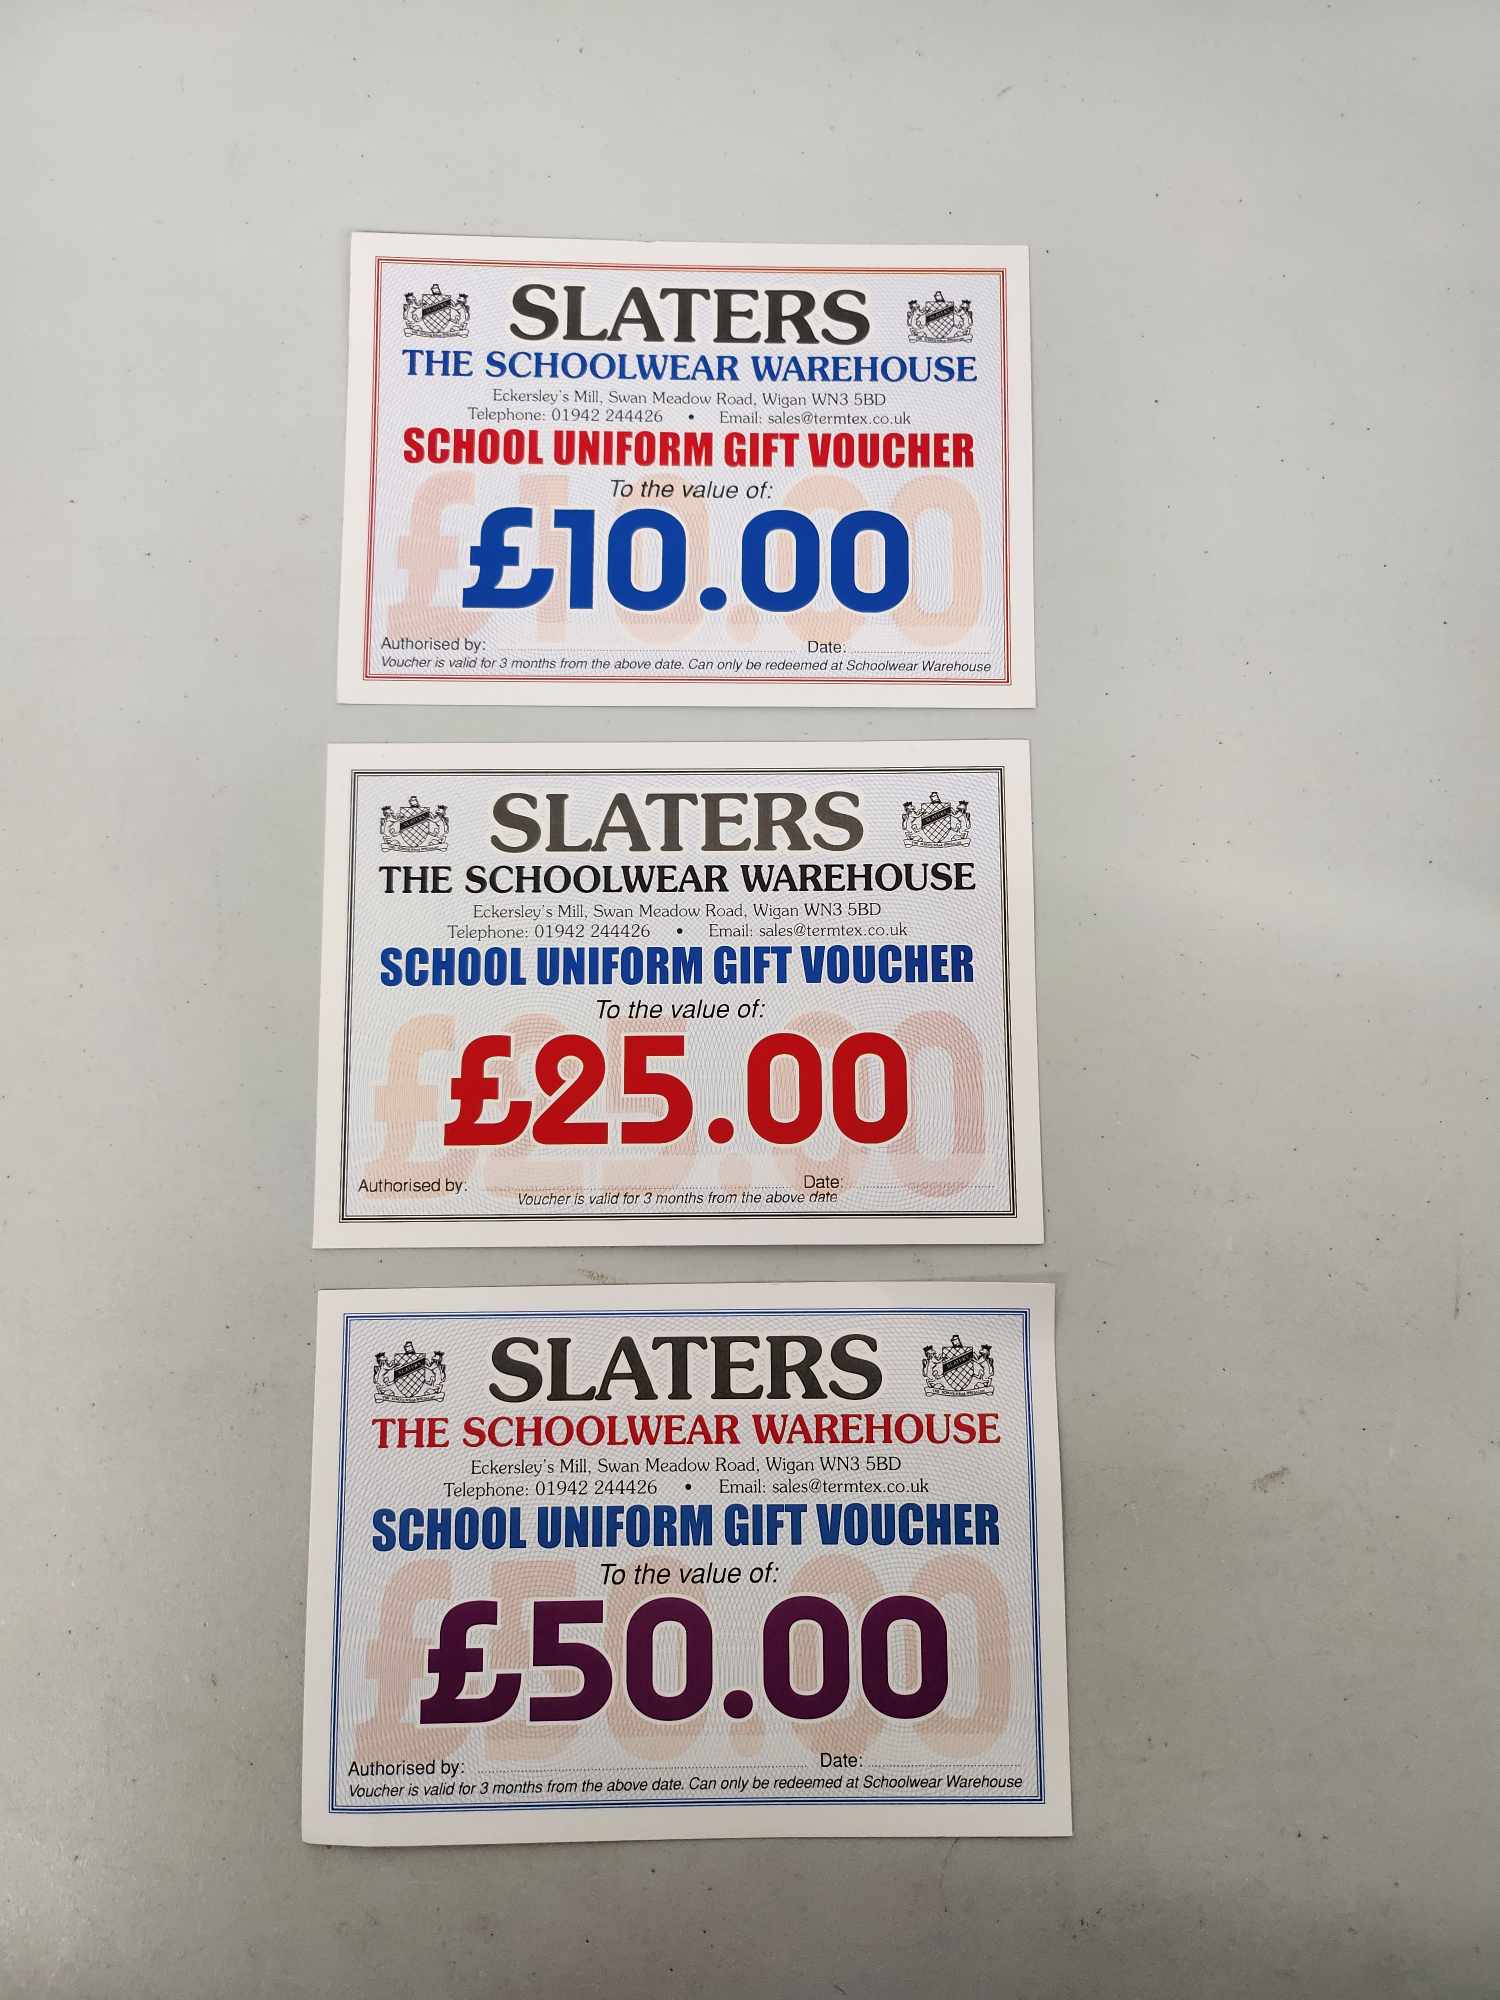 SLATERS
THE SCHOOLWEAR WAREHOUSE
Eckersley's Mill, Swan Meadow Road, Wigan WN3 5BD
Telephone: 01942 244426 • Email: sales@termtex.co.uk
SCHOOL UNIFORM GIFT VOUCHER
To the value of:
£10.00
Authorised by: Date:
Voucher is valid for 3 months from the above date. Can only be redeemed at Schoolwear Warehouse
SLATERS
THE SCHOOLWEAR WAREHOUSE
Eckersley's Mill, Swan Meadow Road, Wigan WN3 5BD
Telephone: 01942 244426 • Email: sales@termtex.co.uk
SCHOOL UNIFORM GIFT VOUCHER
To the value of:
£25.00
Authorised by: Date:
Voucher is valid for 3 months from the above date
SLATERS
THE SCHOOLWEAR WAREHOUSE
Eckersley's Mill, Swan Meadow Road, Wigan WN3 5BD
Telephone: 01942 244426 • Email: sales@termtex.co.uk
SCHOOL UNIFORM GIFT VOUCHER
To the value of:
£50.00
Authorised by: Date:
Voucher is valid for 3 months from the above date. Can only be redeemed at Schoolwear Warehouse